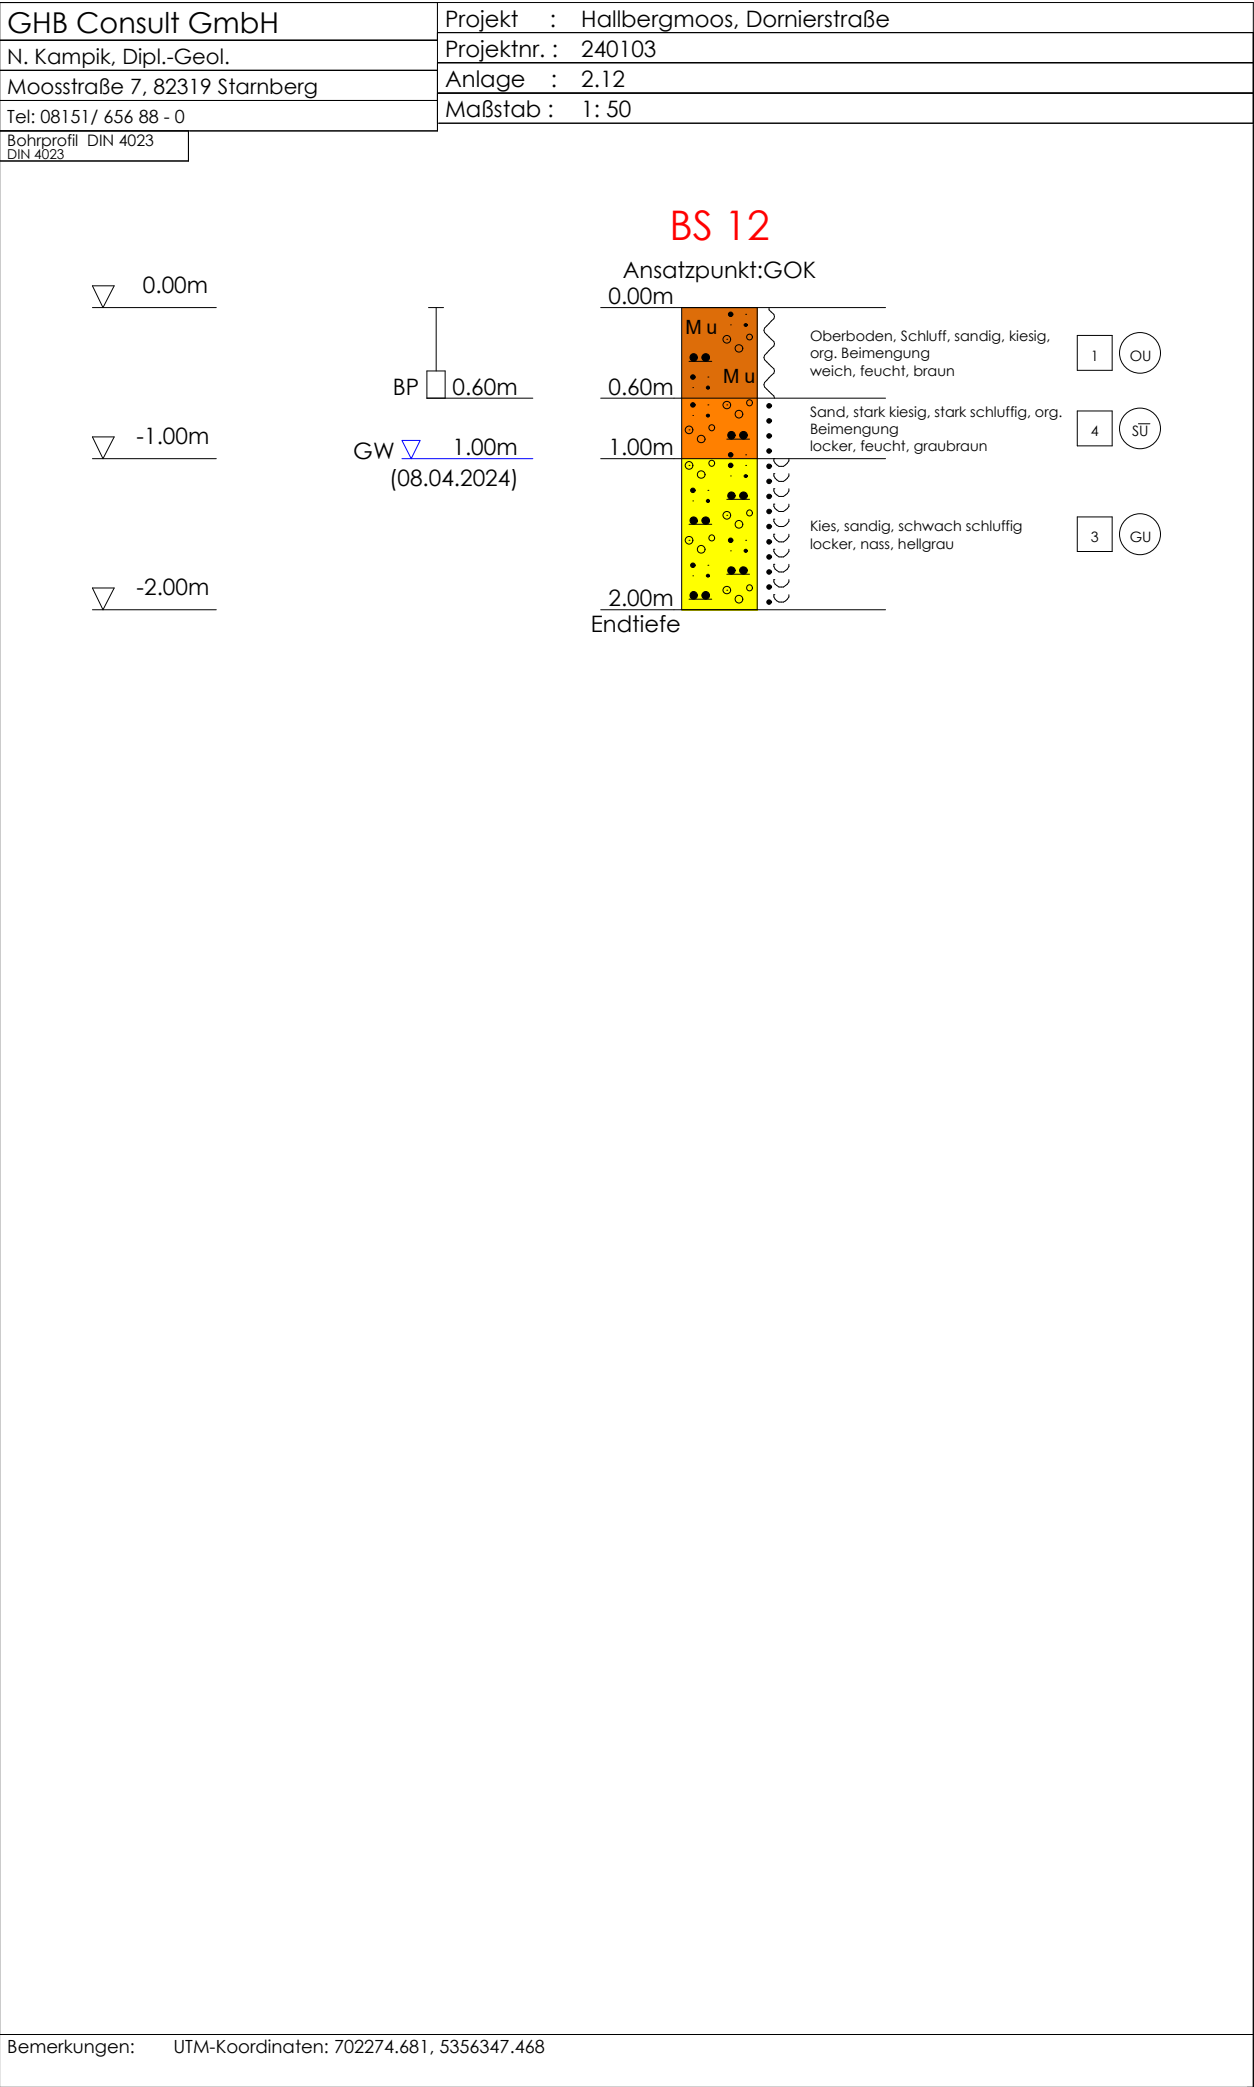 GHB Consult GmbH
N. Kampik, Dipl.-Geol.
Moosstraße 7, 82319 Starnberg
Tel: 08151/ 656 88 - 0
Projekt : Hallbergmoos, Dornierstraße
Projektnr. : 240103
Anlage : 2.12
Maßstab : 1: 50
Bohrprofil DIN 4023
DIN 4023
BS 12
Ansatzpunkt:GOK
0.00m
0.00m
Mu
Mu
Oberboden, Schluff, sandig, kiesig,
org. Beimengung
weich, feucht, braun
1 OU
BP 0.60m
0.60m
Sand, stark kiesig, stark schluffig, org.
Beimengung
locker, feucht, graubraun
4 SU̅
-1.00m
GW 1.00m
(08.04.2024)
1.00m
Kies, sandig, schwach schluffig
locker, nass, hellgrau
3 GU
-2.00m
2.00m
Endtiefe
Bemerkungen: UTM-Koordinaten: 702274.681, 5356347.468